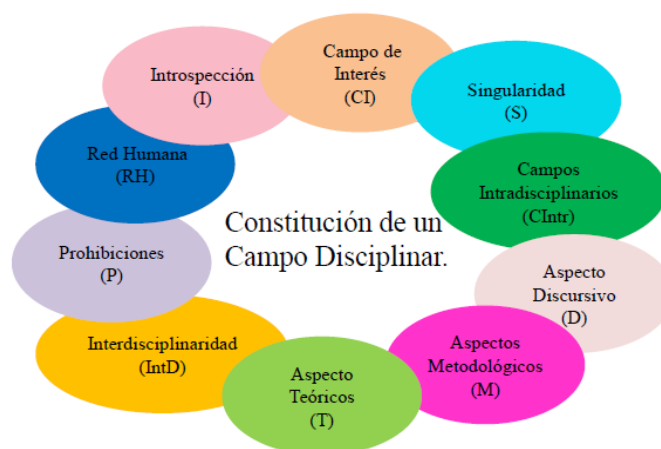 Campo de
Interés
(CI)
Singularidad
(S)
Campos
Intradisciplinarios
(CIntr)
Aspecto
Discursivo
(D)
Aspectos
Metodológicos
(M)
Aspecto
Teóricos
(T)
Interdisciplinaridad
(IntD)
Prohibiciones
(P)
Red Humana
(RH)
Introspección
(I)
Constitución de un
Campo Disciplinar.